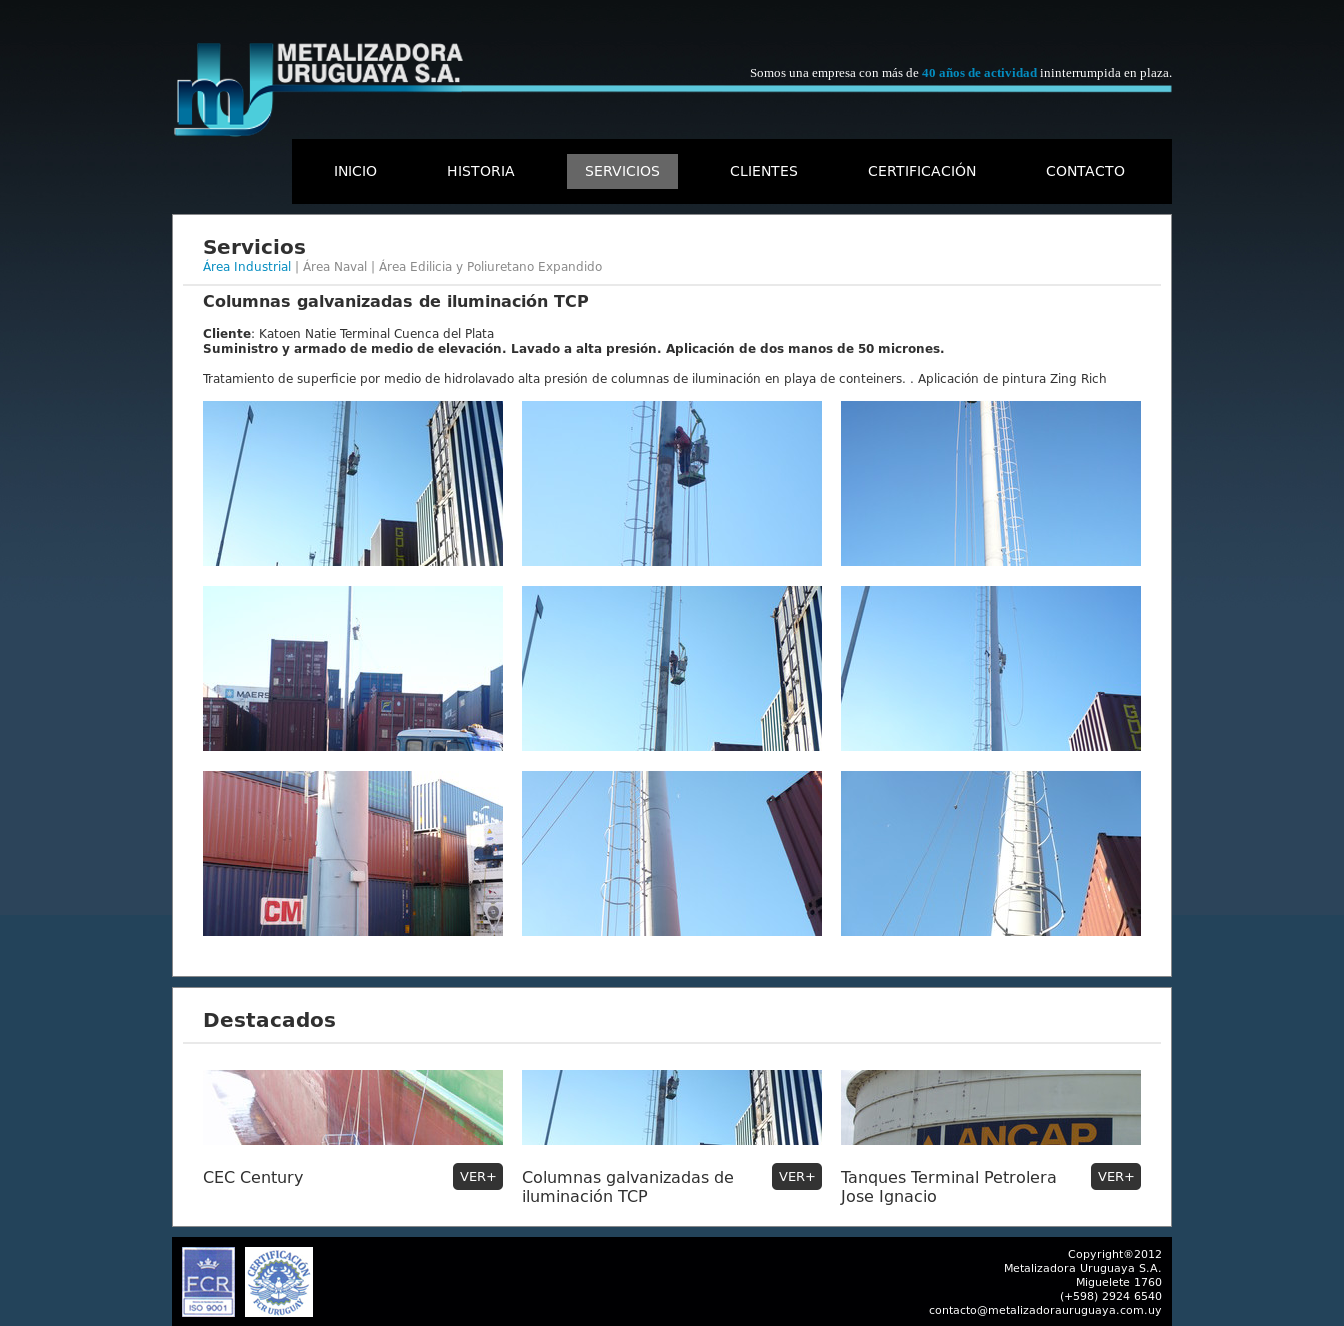 METALIZADORA
URUGUAYA S.A.
Somos una empresa con más de 40 años de actividad ininterrumpida en plaza.
INICIO HISTORIA SERVICIOS CLIENTES CERTIFICACIÓN CONTACTO
Servicios
Área Industrial | Área Naval | Área Edilicia y Poliuretano Expandido
Columnas galvanizadas de iluminación TCP
Cliente: Katoen Natie Terminal Cuenca del Plata
Suministro y armado de medio de elevación. Lavado a alta presión. Aplicación de dos manos de 50 micrones.
Tratamiento de superficie por medio de hidrolavado alta presión de columnas de iluminación en playa de conteiners. . Aplicación de pintura Zing Rich
MAERS
CM
Destacados
ANCAP
CEC Century
VER+
Columnas galvanizadas de
iluminación TCP
VER+
Tanques Terminal Petrolera
Jose Ignacio
VER+
FCR
ISO 9001
CERTIFICACIÓN
FCR URUGUAY
Copyright®2012
Metalizadora Uruguaya S.A.
Miguelete 1760
(+598) 2924 6540
contacto@metalizadorauruguaya.com.uy